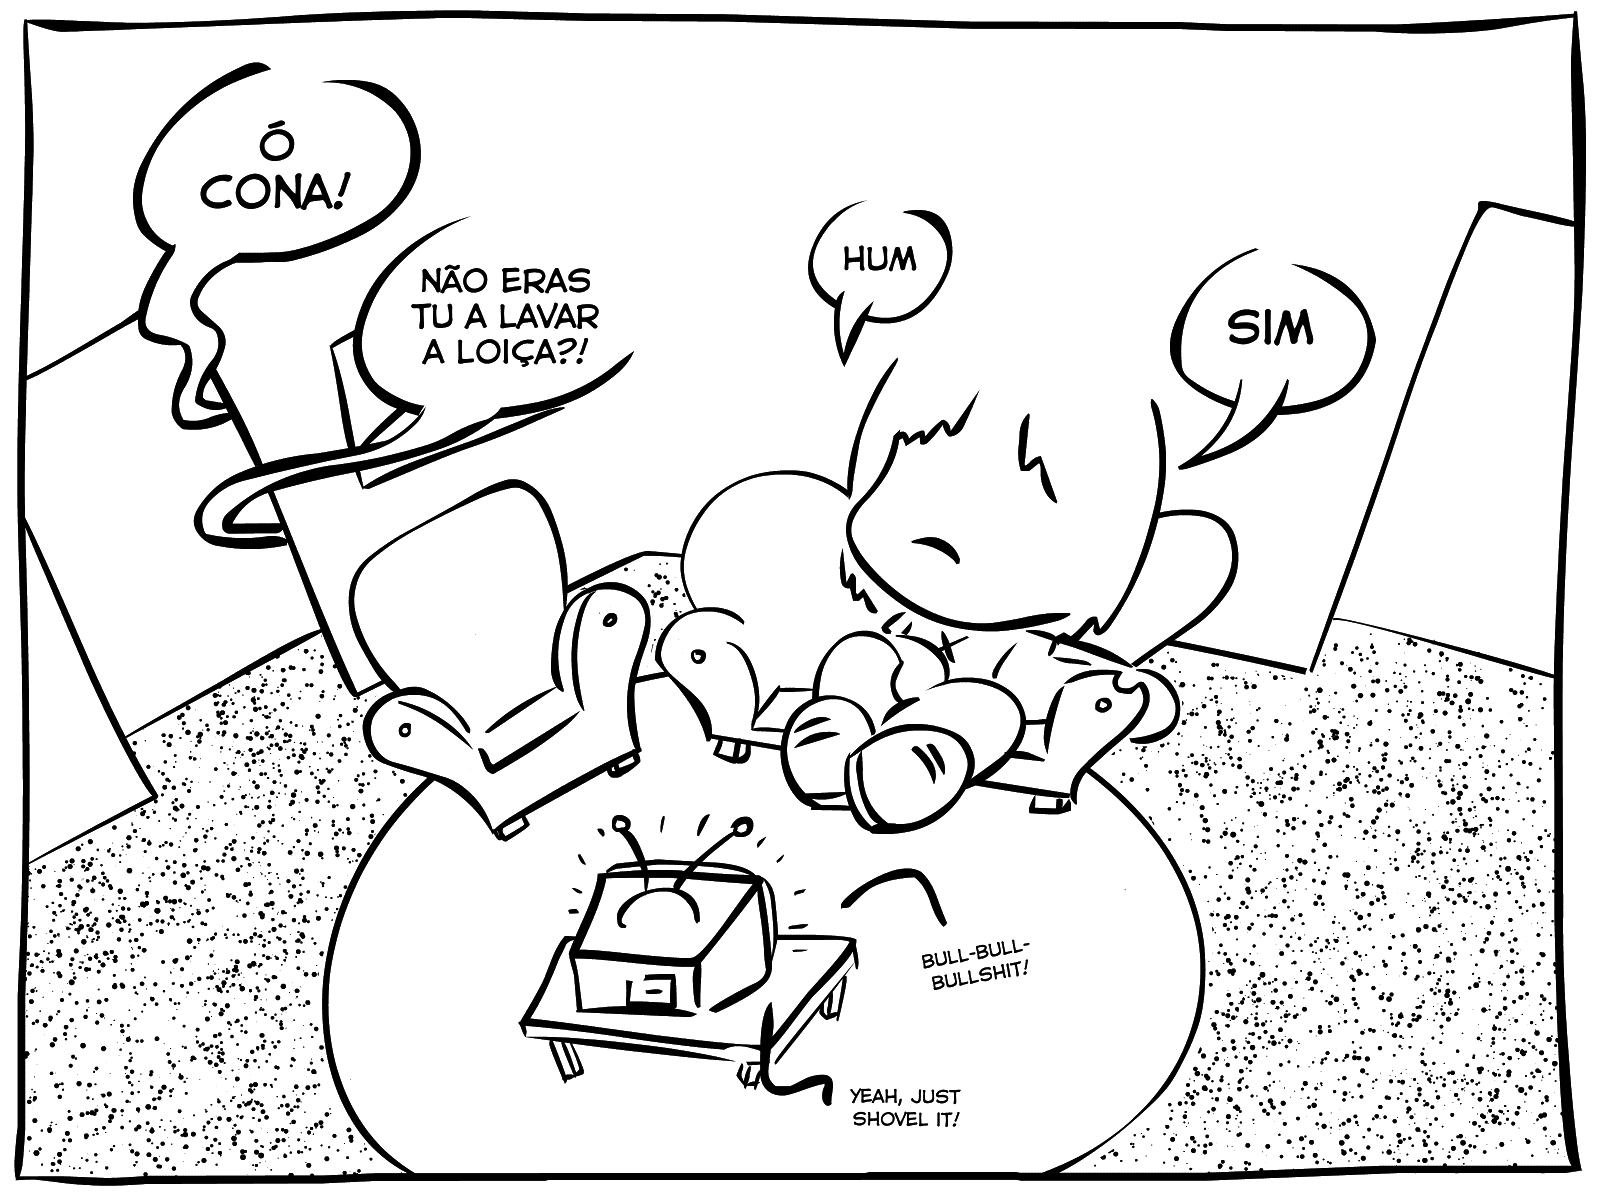 Ó
CONA!
NÃO ERAS
TU A LAVAR
A LOIÇA?!
HUM
SIM
BULL-BULL-
BULLSHIT!
YEAH, JUST
SHOVEL IT!